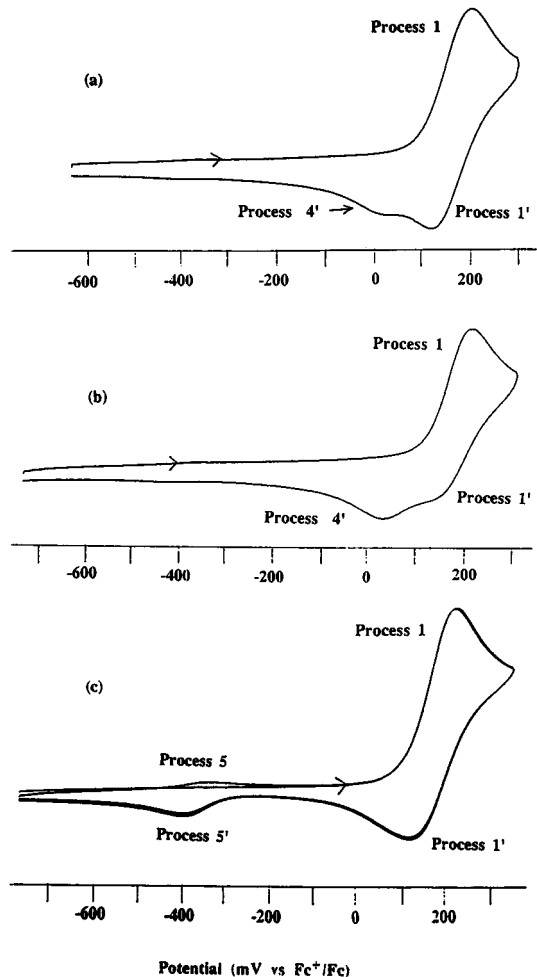 Process 1
(a)
Process 4'
Process 1'
-600 -400 -200 0 200
Process 1
(b)
Process 4'
Process 1'
-600 -400 -200 0 200
Process 1
(c)
Process 5
Process 5'
Process 1'
-600 -400 -200 0 200
Potential (mV vs Fc⁺/Fc)